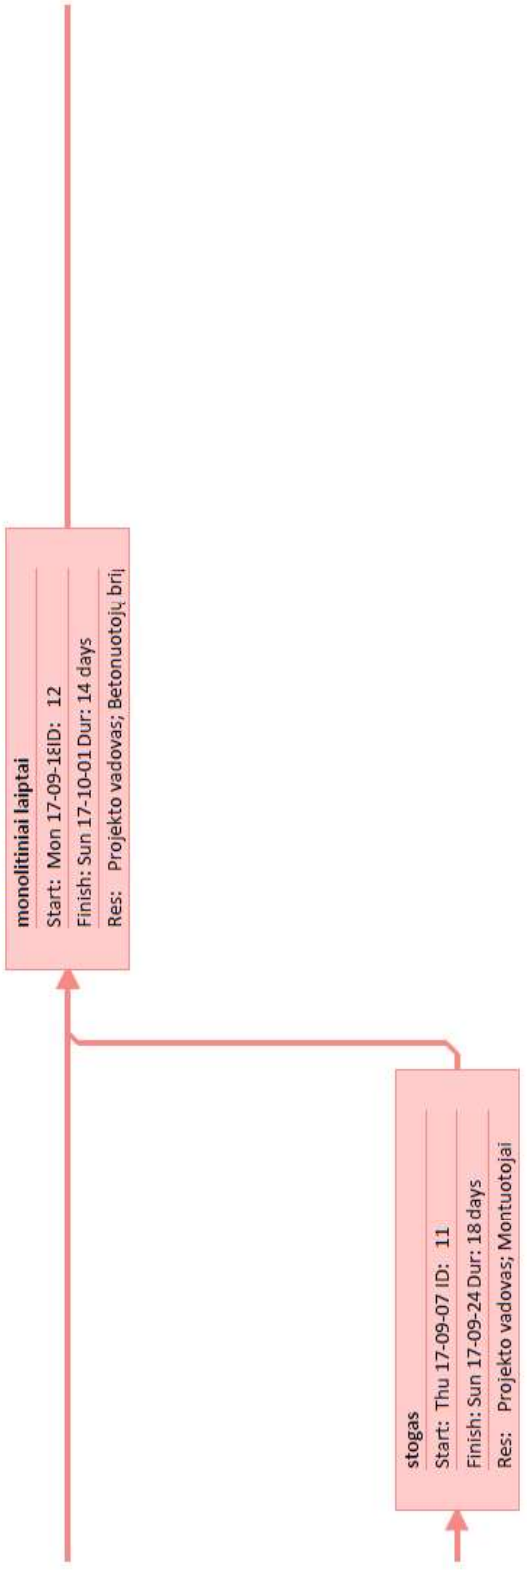 monolitiniai laiptai
Start: Mon 17-09-18 ID: 12
Finish: Sun 17-10-01 Dur: 14 days
Res: Projekto vadovas; Betonuotojų
stogas
Start: Thu 17-09-07 ID: 11
Finish: Sun 17-09-24 Dur: 18 days
Res: Projekto vadovas; Montuotojai